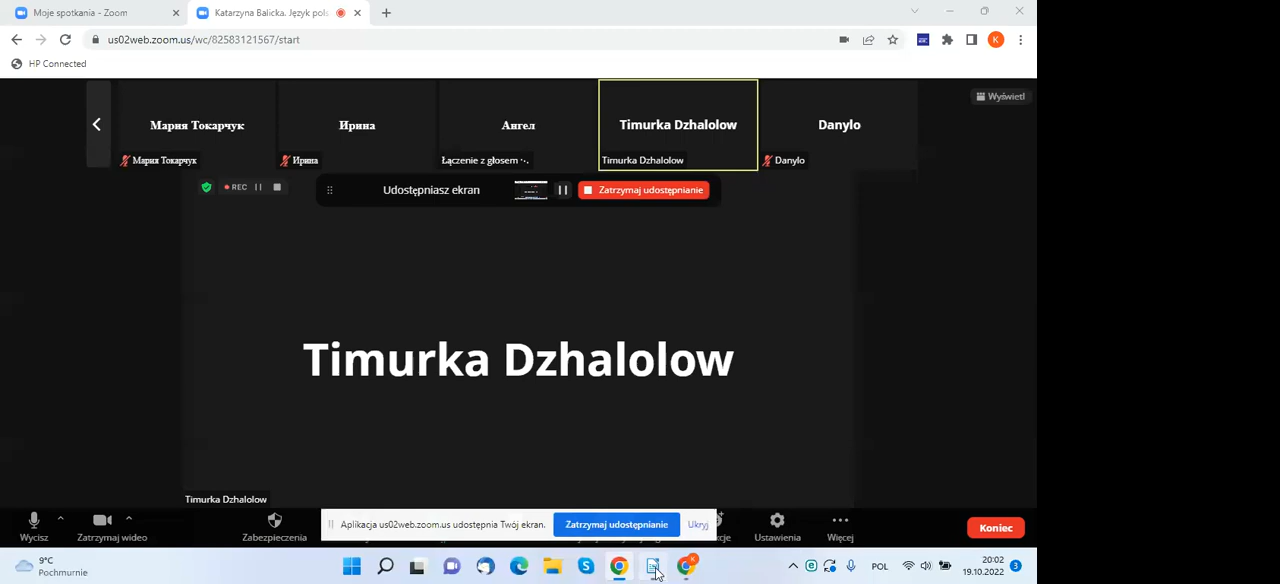 Moje spotkania - Zoom
Katarzyna Balicka. Język pols
us02web.zoom.us/wc/82583121567/start
K
HP Connected
Мария Токарчук
Ирина
Ангел
Timurka Dzhalolow
Danylo
Wyświetl
Мария Токарчук
Ирина
Łączenie z głosem
Timurka Dzhalolow
Danylo
REC
Udostępniasz ekran
Zatrzymaj udostępnianie
Timurka Dzhalolow
Timurka Dzhalolow
Aplikacja us02web.zoom.us udostępnia Twój ekran.
Zatrzymaj udostępnianie
Ukryj
Wycisz
Zatrzymaj wideo
Zabezpieczenia
kcje
Ustawienia
Więcej
Koniec
9°C
Pochmurnie
K
POL
20:02
19.10.2022
3